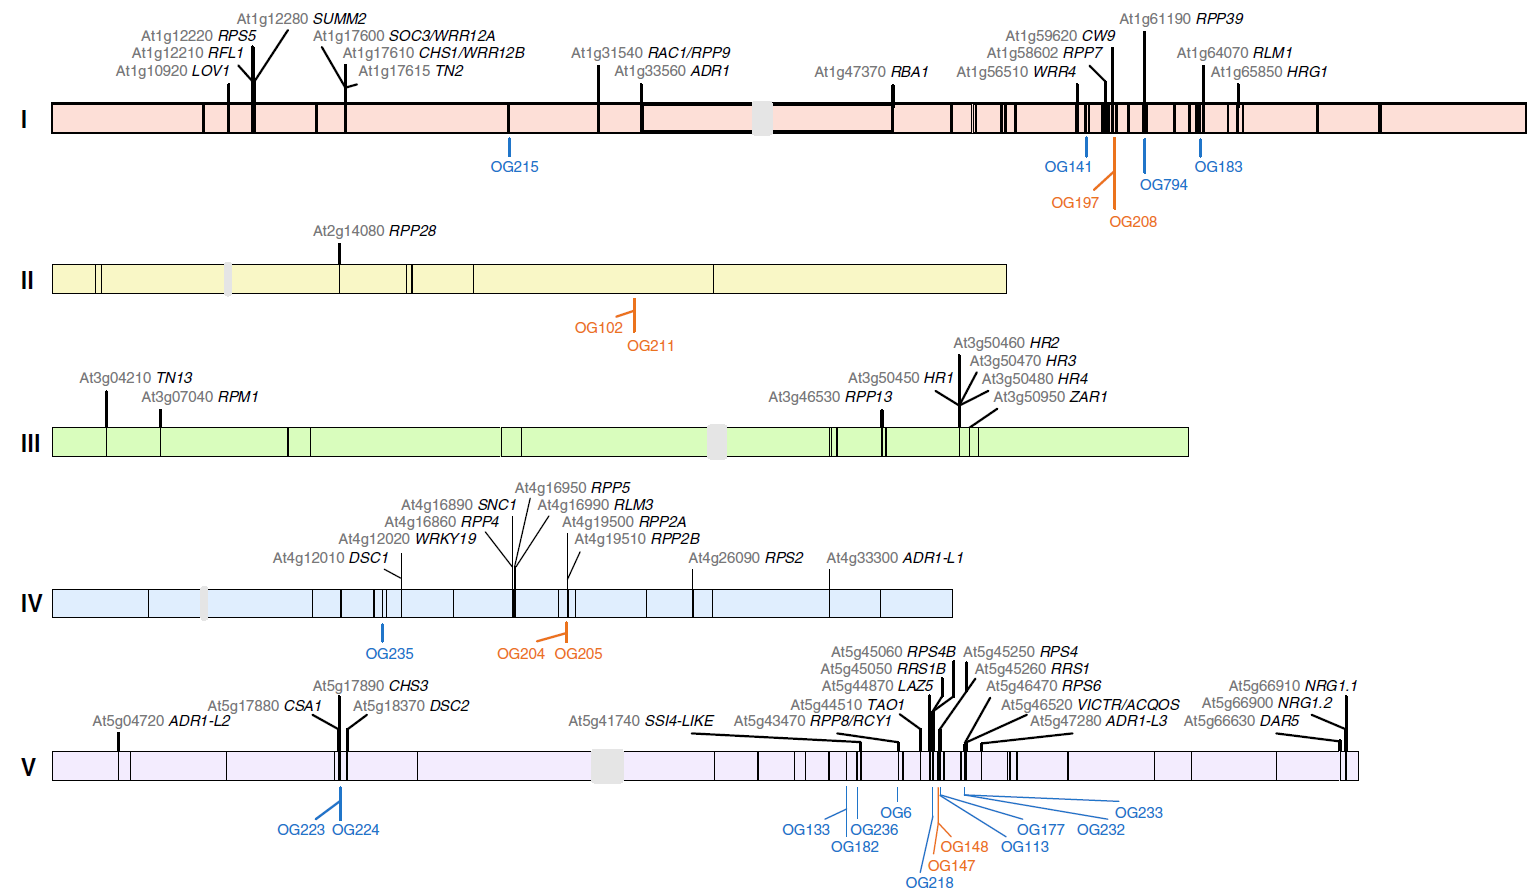 At1g12280 SUMM2
At1g61190 RPP39
At1g12220 RPS5
At1g17600 SOC3/WRR12A
At1g59620 CW9
At1g12210 RFL1
At1g17610 CHS1/WRR12B
At1g31540 RAC1/RPP9
At1g58602 RPP7
At1g64070 RLM1
At1g10920 LOV1
At1g17615 TN2
At1g33560 ADR1
At1g47370 RBA1
At1g56510 WRR4
At1g65850 HRG1
I
OG215
OG141
OG183
OG794
OG197
OG208
At2g14080 RPP28
II
OG102
OG211
At3g50460 HR2
At3g50470 HR3
At3g04210 TN13
At3g50450 HR1
At3g50480 HR4
At3g07040 RPM1
At3g46530 RPP13
At3g50950 ZAR1
III
At4g16950 RPP5
At4g16890 SNC1
At4g16990 RLM3
At4g16860 RPP4
At4g19500 RPP2A
At4g12020 WRKY19
At4g19510 RPP2B
At4g12010 DSC1
At4g26090 RPS2
At4g33300 ADR1-L1
IV
OG235
OG204
OG205
At5g45060 RPS4B
At5g45250 RPS4
At5g45050 RRS1B
At5g45260 RRS1
At5g17890 CHS3
At5g44870 LAZ5
At5g46470 RPS6
At5g66910 NRG1.1
At5g17880 CSA1
At5g18370 DSC2
At5g44510 TAO1
At5g46520 VICTR/ACQOS
At5g66900 NRG1.2
At5g04720 ADR1-L2
At5g41740 SSI4-LIKE
At5g43470 RPP8/RCY1
At5g47280 ADR1-L3
At5g66630 DAR5
V
OG6
OG233
OG223
OG224
OG133
OG236
OG177
OG232
OG182
OG148
OG113
OG147
OG218